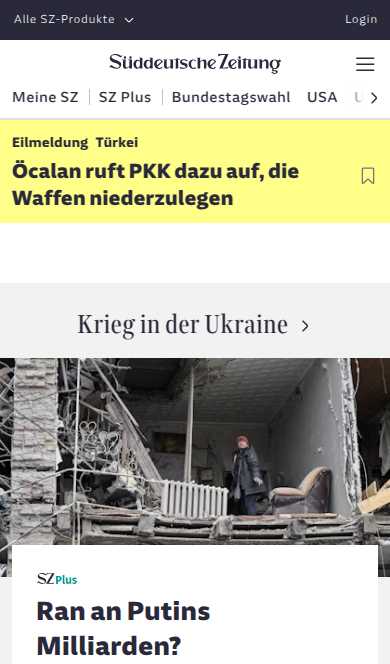 Alle SZ-Produkte Login
Süddeutsche Zeitung
Meine SZ SZ Plus Bundestagswahl USA
Eilmeldung Türkei
Öcalan ruft PKK dazu auf, die
Waffen niederzulegen
Krieg in der Ukraine
SZ Plus
Ran an Putins
Milliarden?